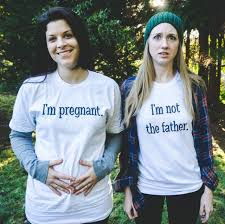 I'm pregnant.
I'm not
the father.